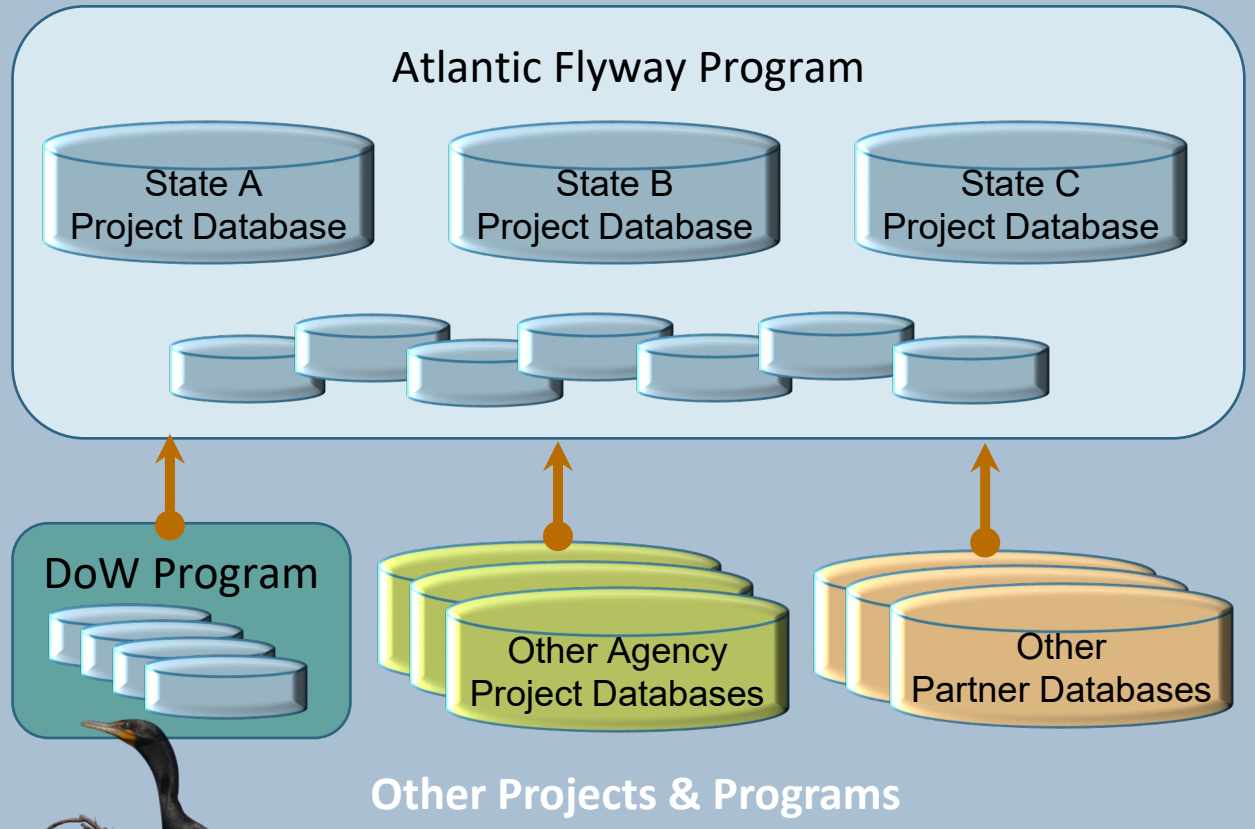 Atlantic Flyway Program
State A
Project Database
State B
Project Database
State C
Project Database
DoW Program
Other Agency
Project Databases
Other
Partner Databases
Other Projects & Programs